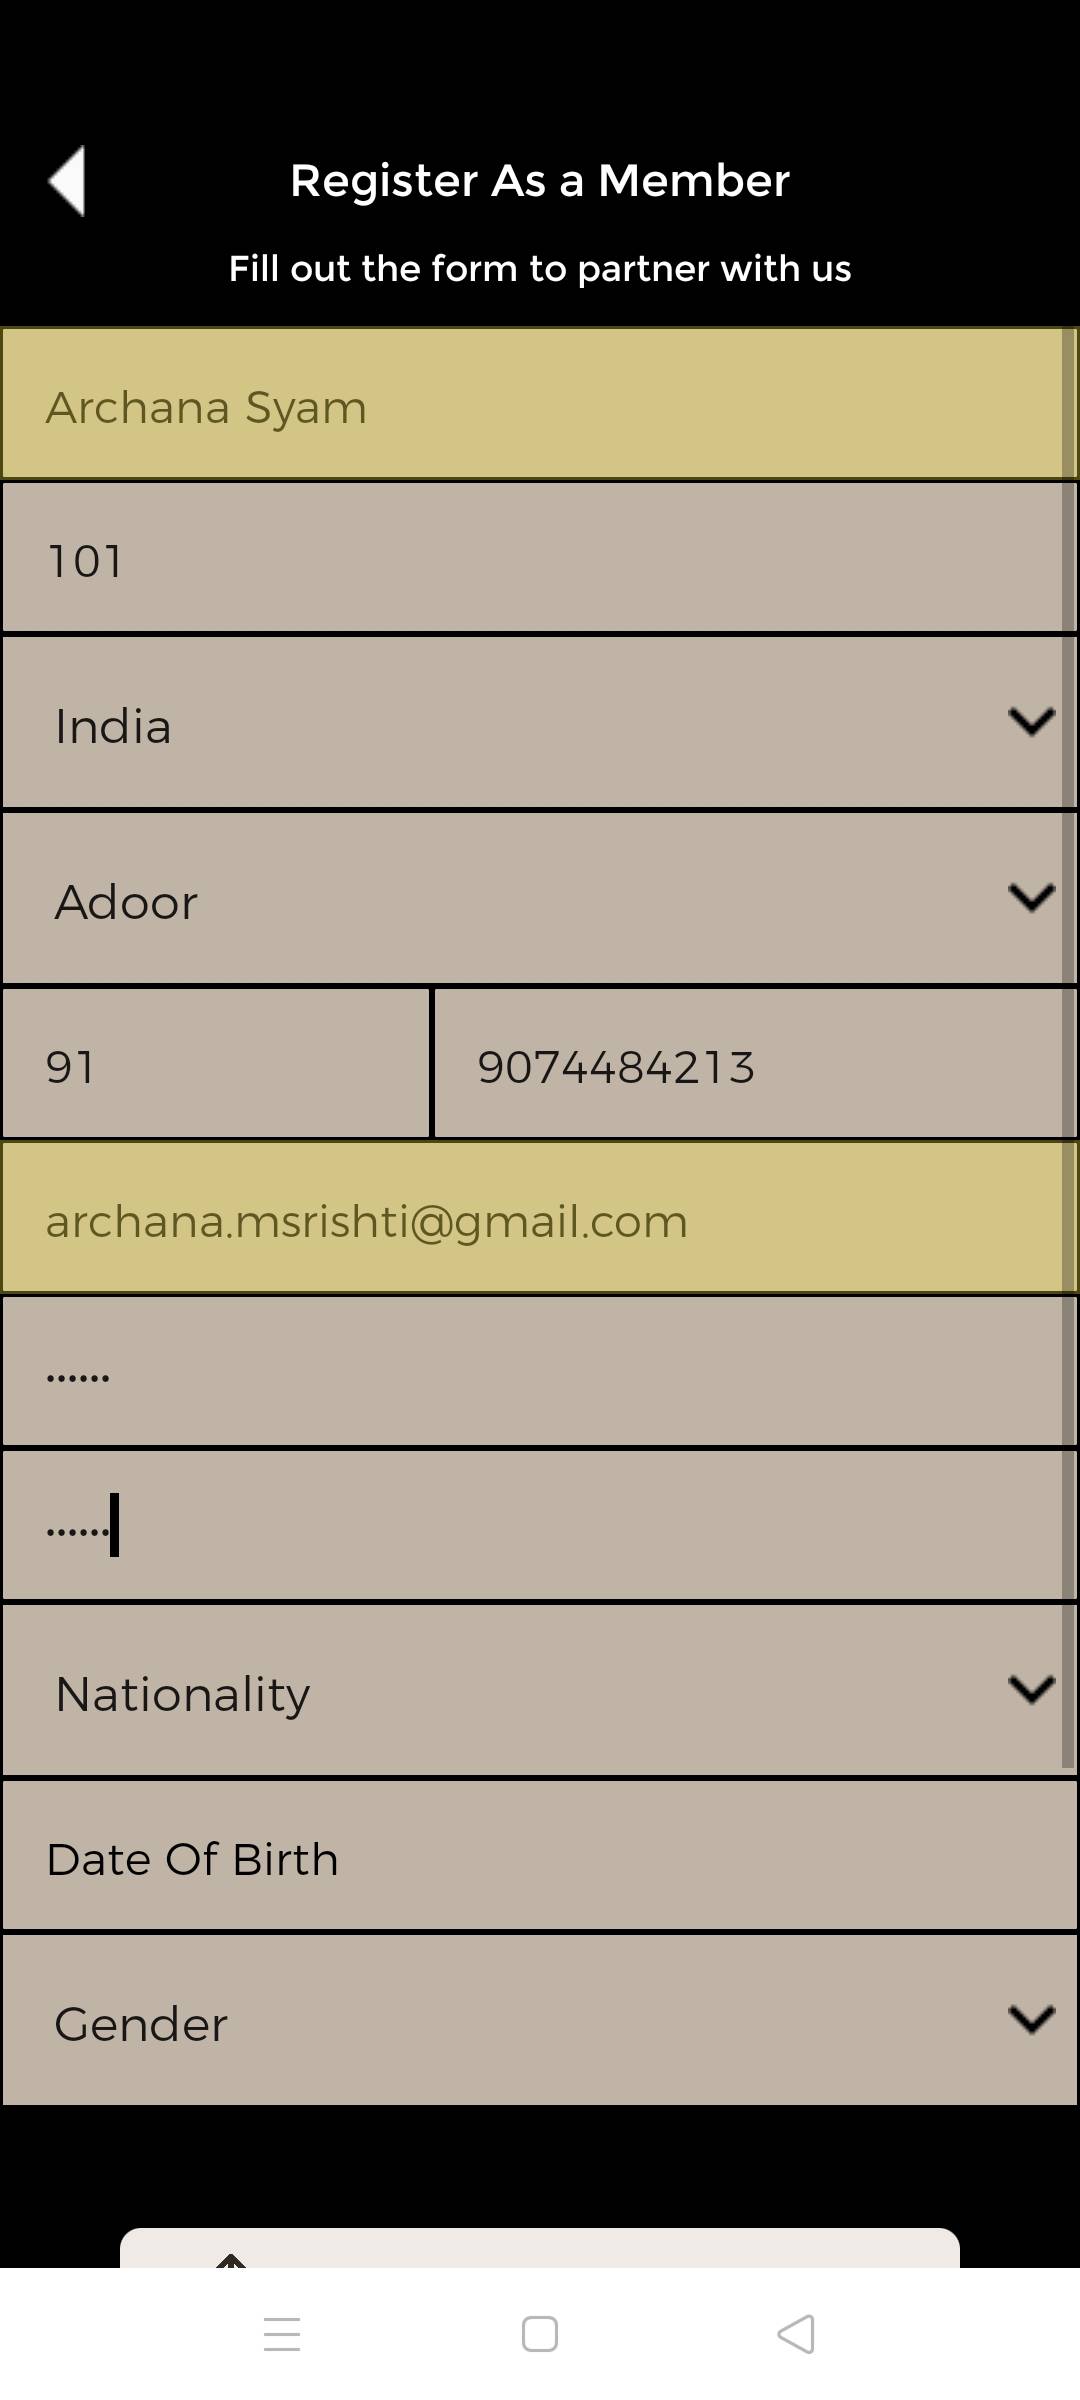 Register As a Member
Fill out the form to partner with us
Archana Syam
101
India
Adoor
91 9074484213
archana.msrishti@gmail.com
••••••
••••••
Nationality
Date Of Birth
Gender